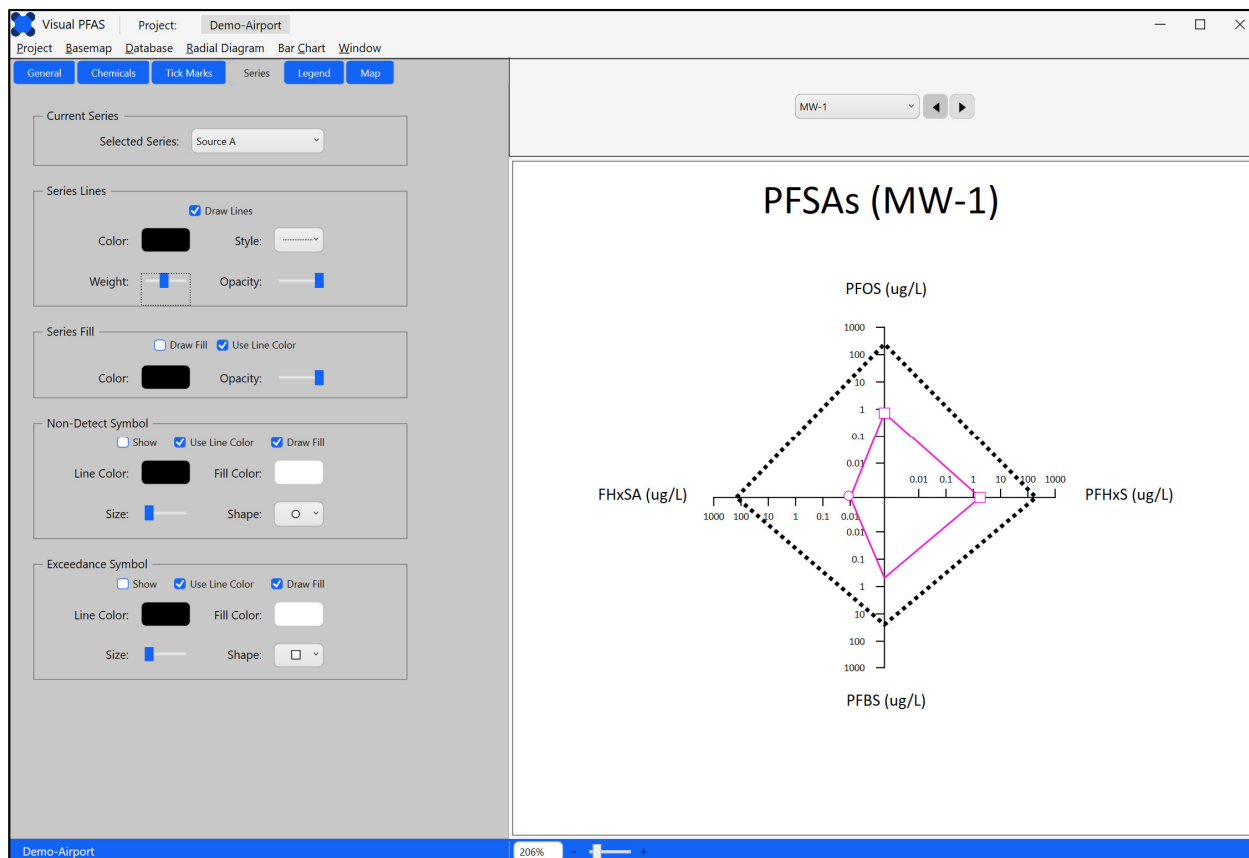 Visual PFAS Project: Demo-Airport
Project Basemap Database Radial Diagram Bar Chart Window
General Chemicals Tick Marks Series Legend Map
Current Series
Selected Series: Source A
Series Lines
Draw Lines
Color: Style:
Weight: Opacity:
Series Fill
Draw Fill Use Line Color
Color: Opacity:
Non-Detect Symbol
Show Use Line Color Draw Fill
Line Color: Fill Color:
Size: Shape:
Exceedance Symbol
Show Use Line Color Draw Fill
Line Color: Fill Color:
Size: Shape:
MW-1
PFSAs (MW-1)
PFOS (ug/L)
1000
100
10
1
0.1
0.01
0.01 0.1 1 10 100 1000
FHxSA (ug/L) PFHxS (ug/L)
1000 100 10 1 0.1 0.01
0.01
0.1
1
10
100
1000
PFBS (ug/L)
Demo-Airport 206% - +